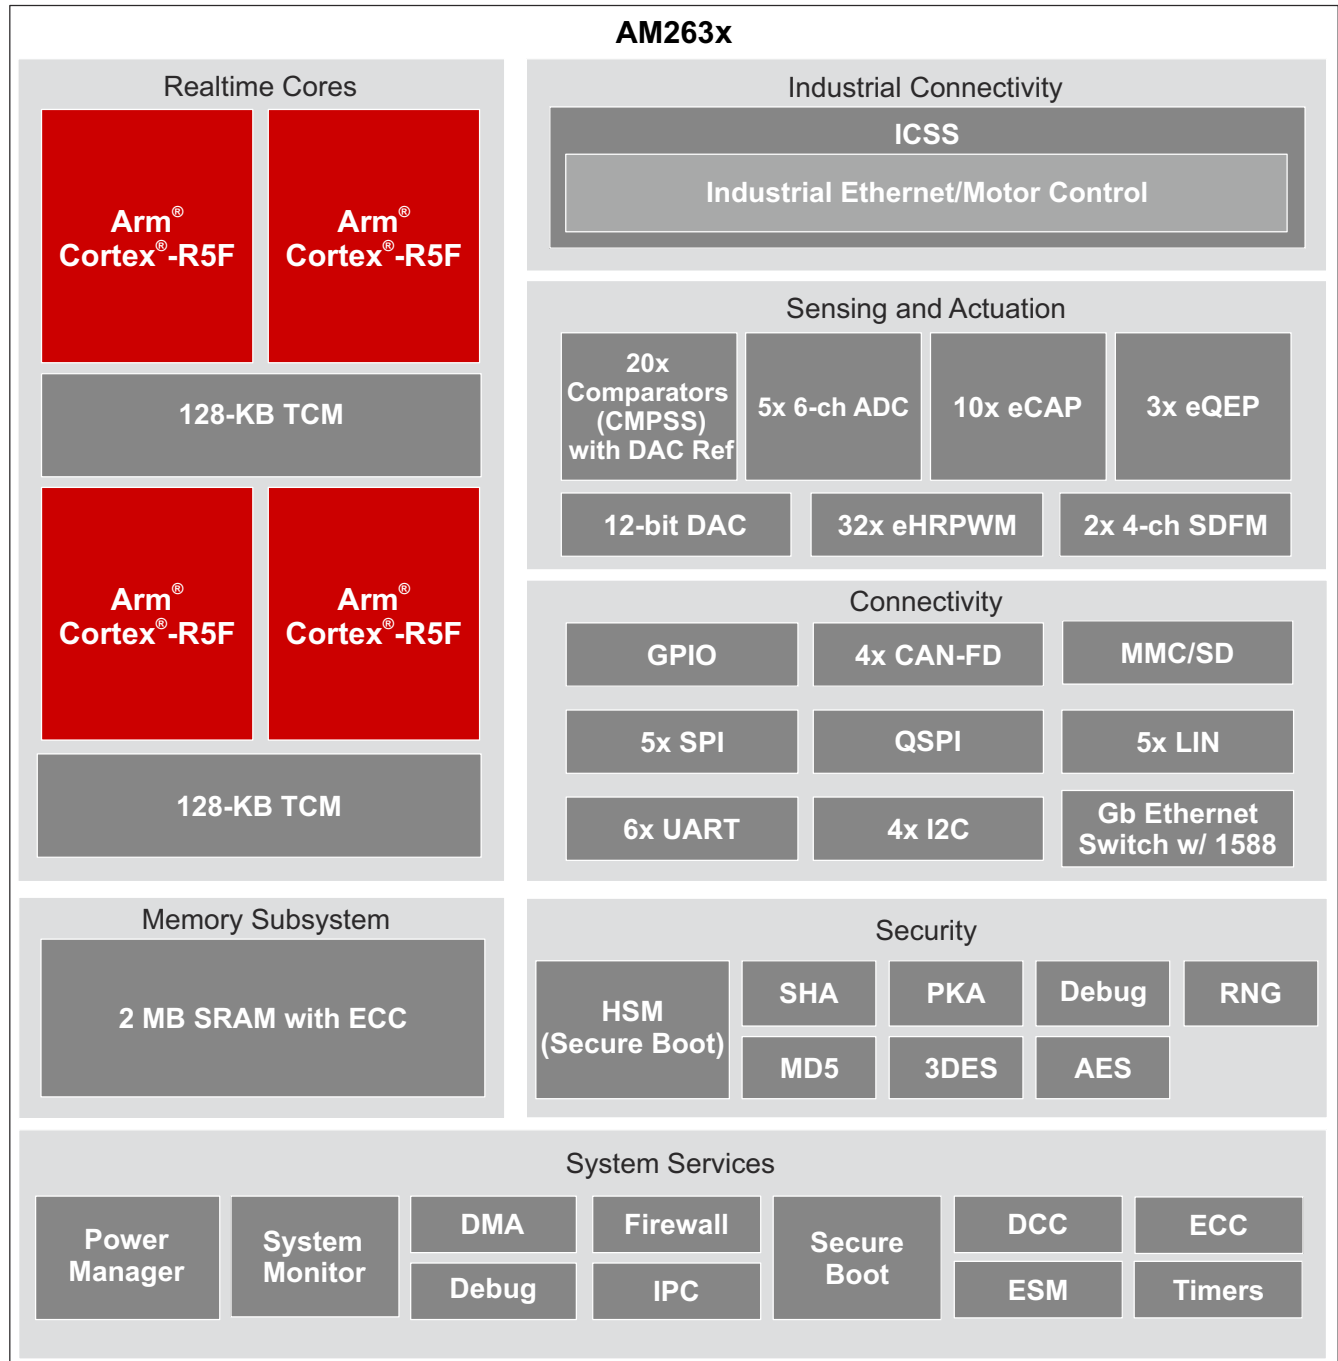 AM263x
Realtime Cores
Arm®
Cortex®-R5F
Arm®
Cortex®-R5F
128-KB TCM
Arm®
Cortex®-R5F
Arm®
Cortex®-R5F
128-KB TCM
Memory Subsystem
2 MB SRAM with ECC
Industrial Connectivity
ICSS
Industrial Ethernet/Motor Control
Sensing and Actuation
20x
Comparators
(CMPSS)
with DAC Ref
5x 6-ch ADC
10x eCAP
3x eQEP
12-bit DAC
32x eHRPWM
2x 4-ch SDFM
Connectivity
GPIO
4x CAN-FD
MMC/SD
5x SPI
QSPI
5x LIN
6x UART
4x I2C
Gb Ethernet
Switch w/ 1588
Security
HSM
(Secure Boot)
SHA
PKA
Debug
RNG
MD5
3DES
AES
System Services
Power
Manager
System
Monitor
DMA
Debug
Firewall
IPC
Secure
Boot
DCC
ESM
ECC
Timers